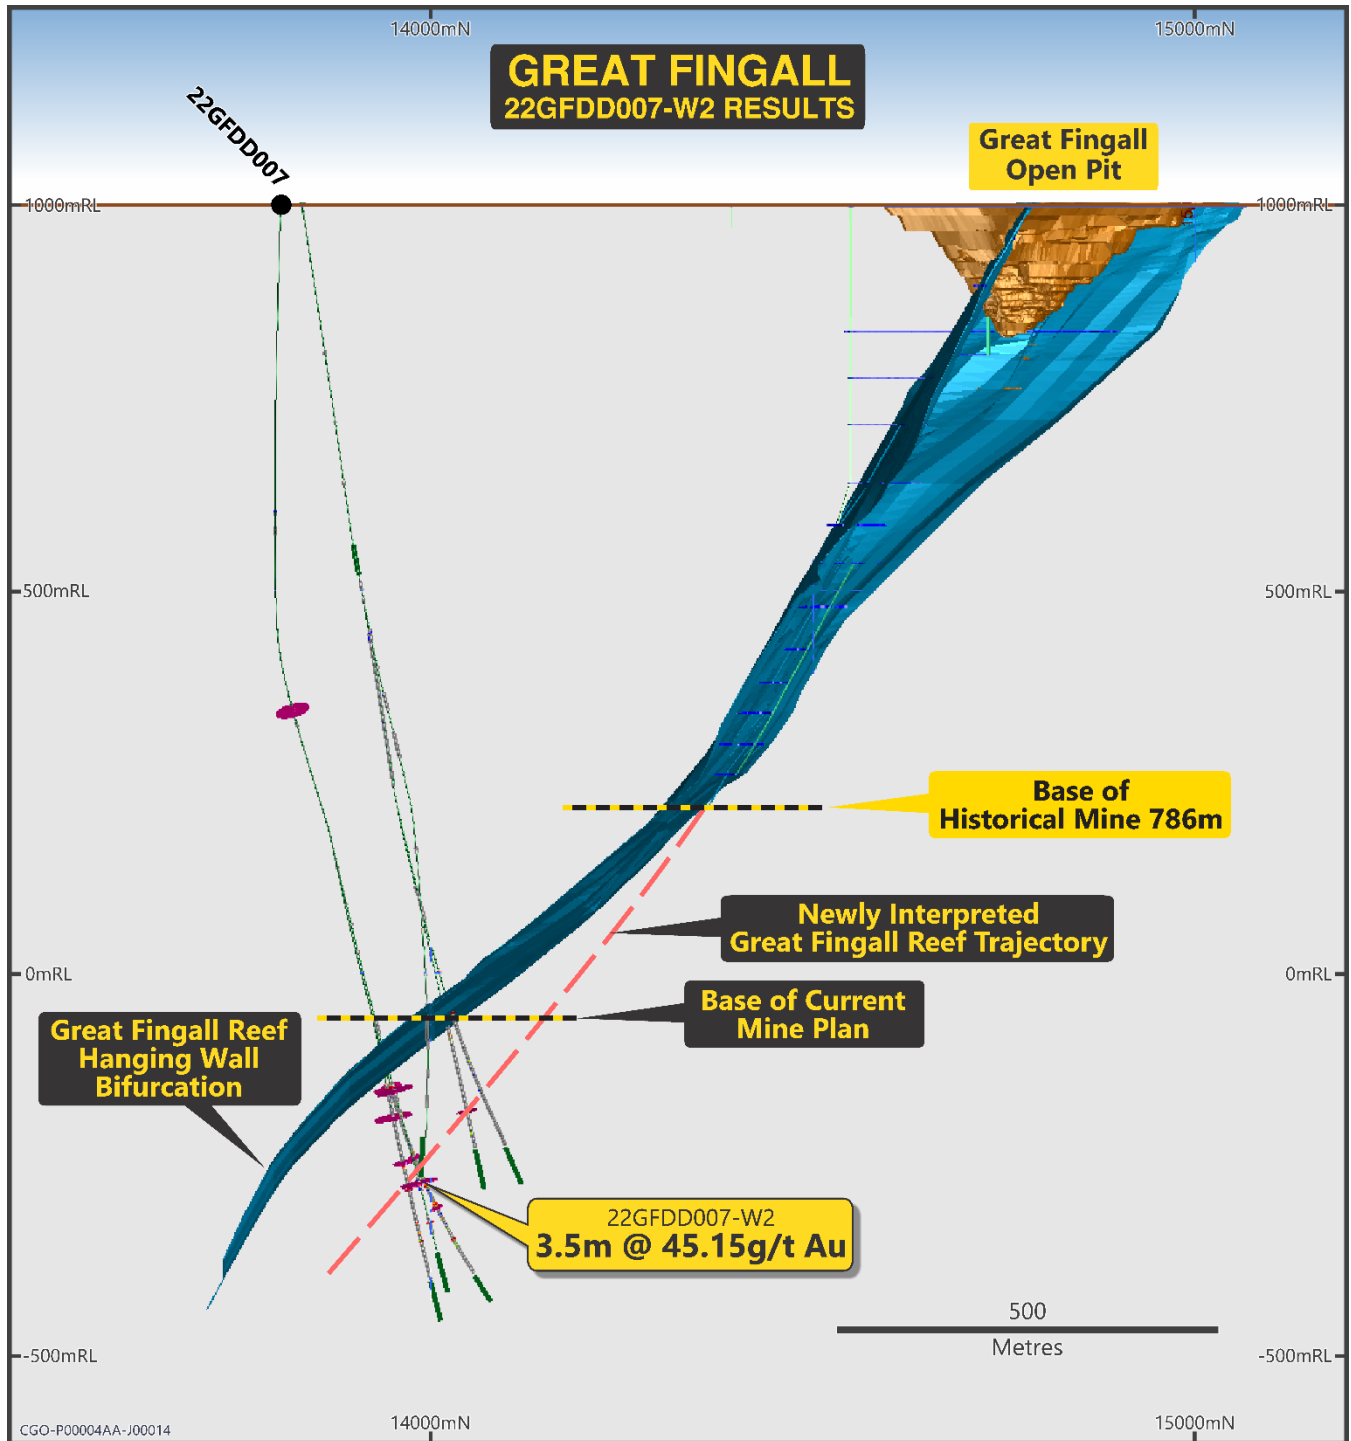 14000mN
15000mN
GREAT FINGALL
22GFDD007-W2 RESULTS
22GFDD007
Great Fingall
Open Pit
1000mRL
1000mRL
500mRL
500mRL
Base of
Historical Mine 786m
Newly Interpreted
Great Fingall Reef Trajectory
0mRL
0mRL
Base of Current
Mine Plan
Great Fingall Reef
Hanging Wall
Bifurcation
22GFDD007-W2
3.5m @ 45.15g/t Au
500
Metres
-500mRL
-500mRL
14000mN
15000mN
CGO-P00004AA-J00014